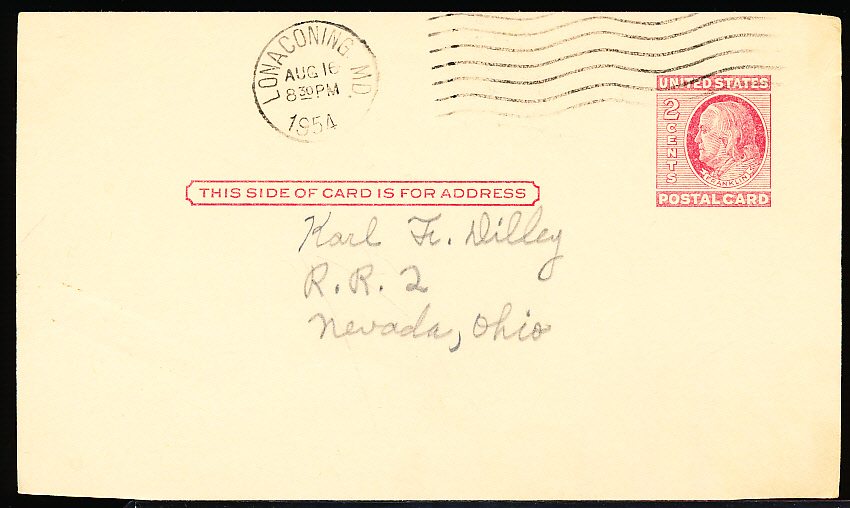 LONACONING, MD.
AUG 16
8 30 PM
1954
UNITED STATES
2 CENTS
FRANKLIN
POSTAL CARD
THIS SIDE OF CARD IS FOR ADDRESS
Karl F. Dilley
R.R. 2
Nevada, Ohio